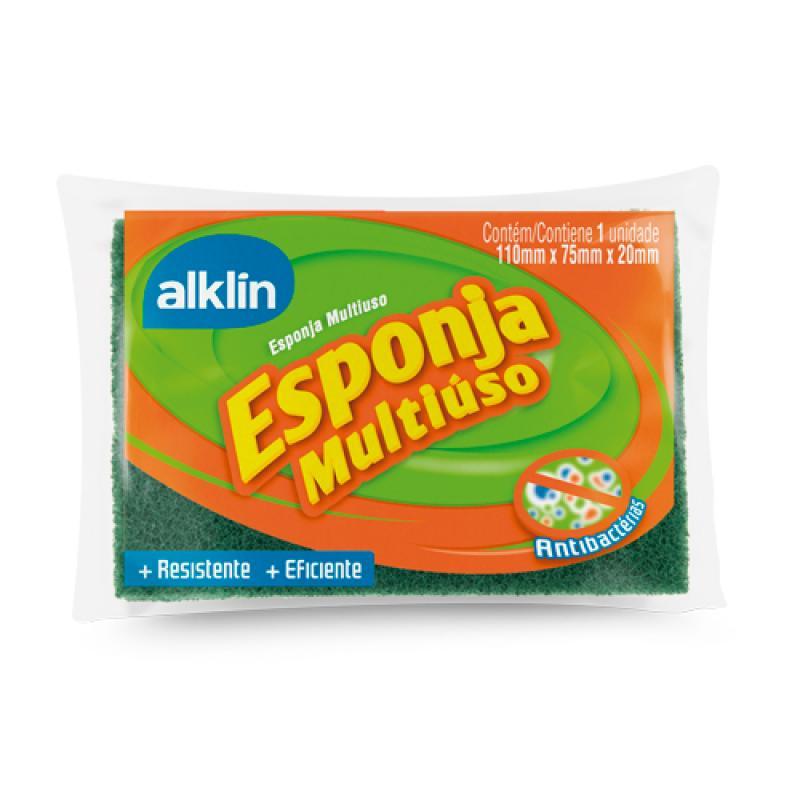 alklin
Contém/Contiene 1 unidade
110mm x 75mm x 20mm
Esponja Multiuso
Esponja
Multiúso
Antibactérias
+ Resistente + Eficiente